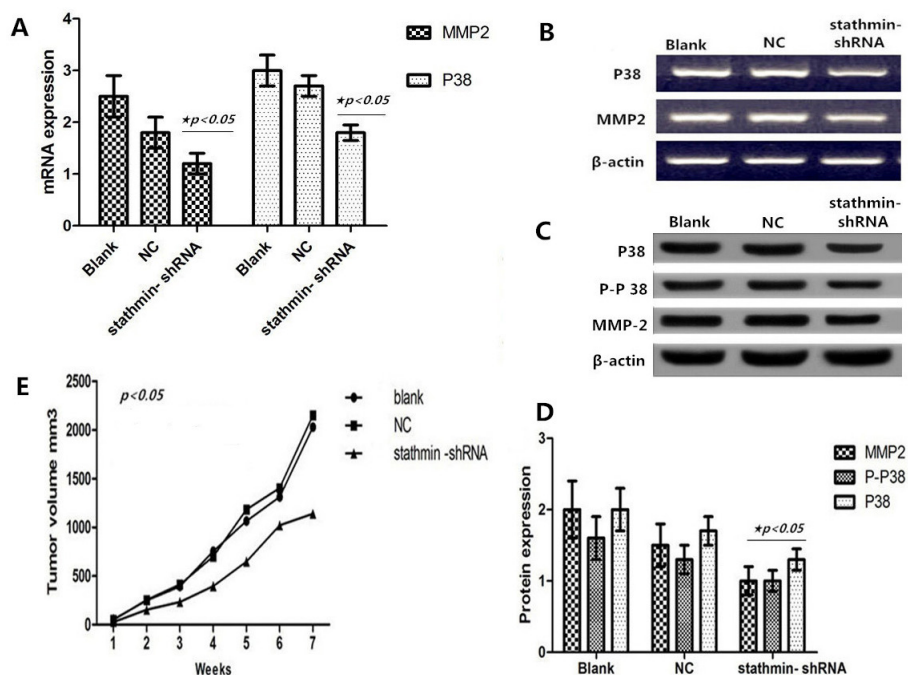 A
4
3
2
1
0
mRNA expression
MMP2
P38
★p<0.05
★p<0.05
Blank
NC
stathmin- shRNA
Blank
NC
stathmin- shRNA
B
Blank
NC
stathmin-
shRNA
P38
MMP2
β-actin
C
Blank
NC
stathmin-
shRNA
P38
P-P 38
MMP-2
β-actin
E
2500
2000
1500
1000
500
0
Tumor volume mm3
p<0.05
blank
NC
stathmin -shRNA
1 2 3 4 5 6 7
Weeks
D
3
2
1
0
Protein expression
MMP2
P-P38
P38
★p<0.05
Blank NC stathmin- shRNA